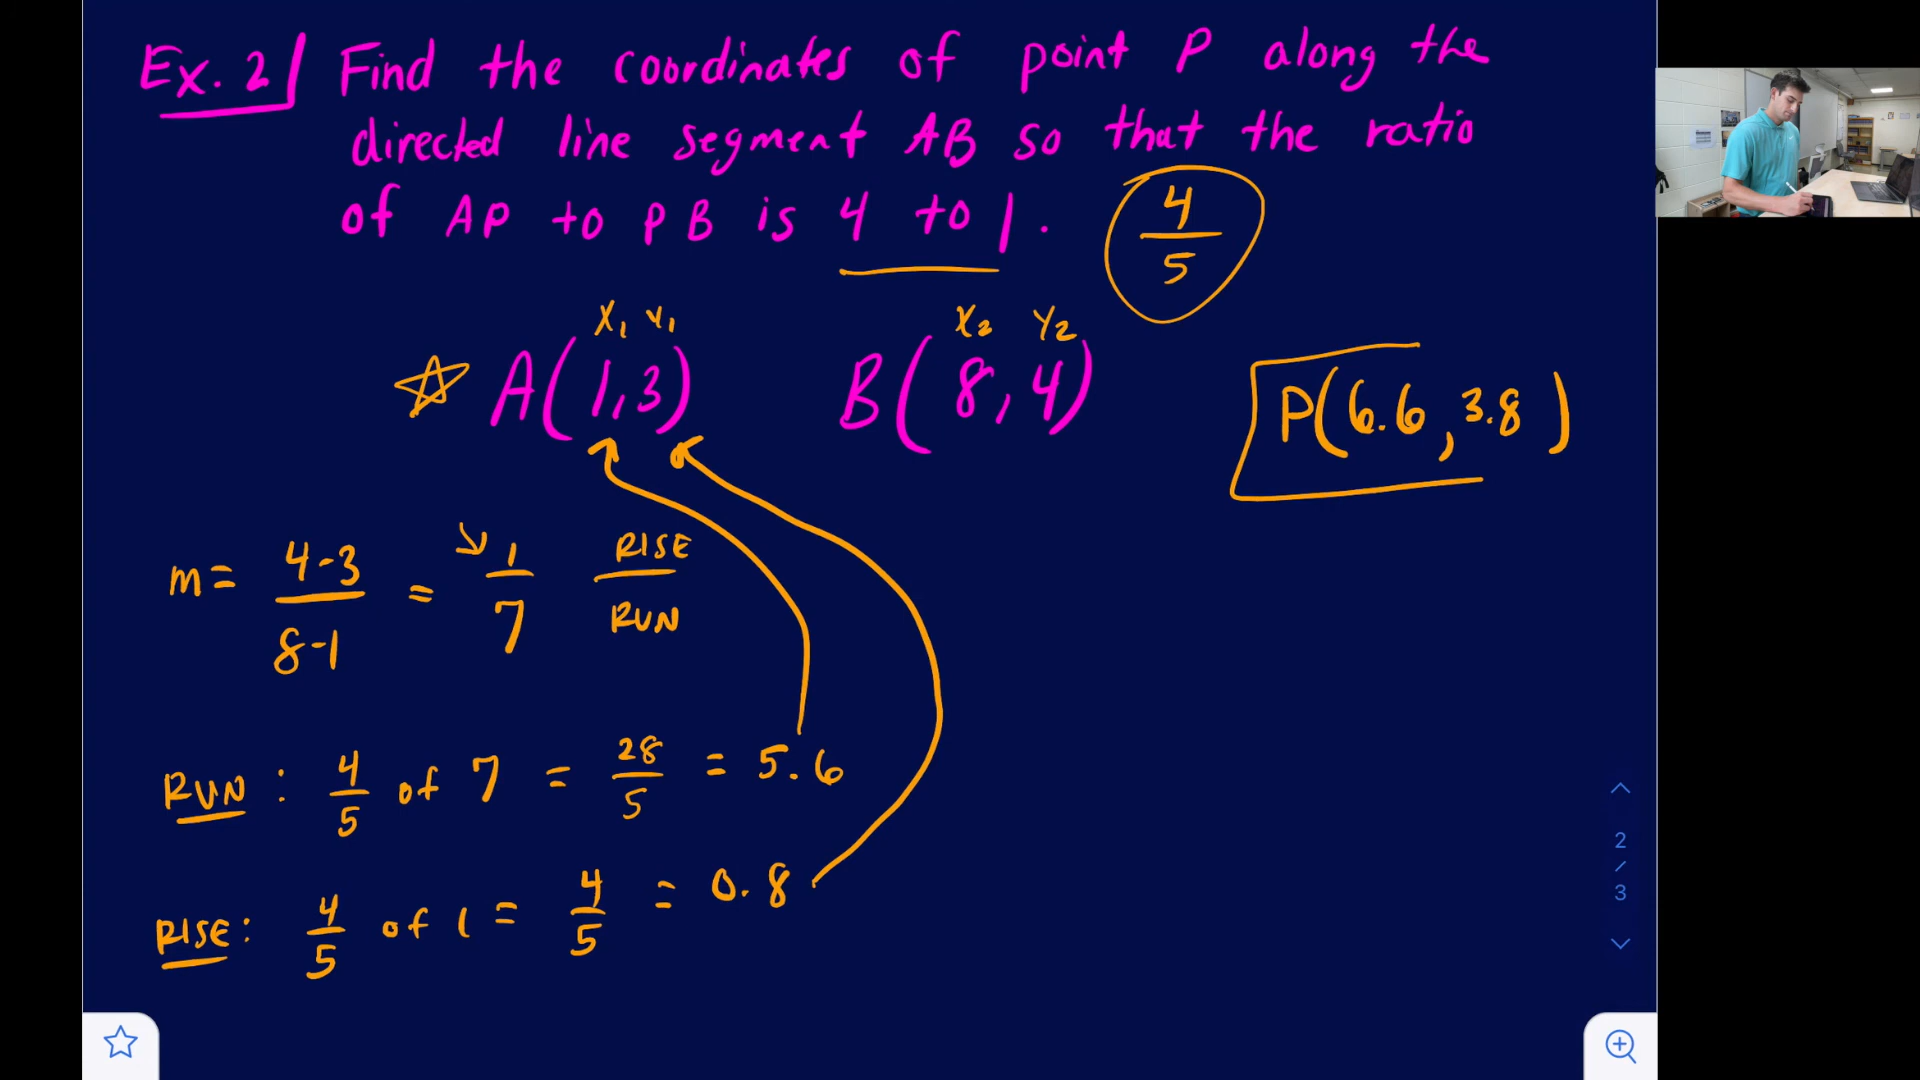 Ex. 2 Find the coordinates of point P along the
directed line segment AB so that the ratio
of AP to PB is 4 to 1.
4/5
X₁ Y₁ X₂ Y₂
A(1,3) B(8,4)
P(6.6,3.8)
m = 4-3/8-1 = 1/7 RISE/RUN
RUN: 4/5 of 7 = 28/5 = 5.6
RISE: 4/5 of 1 = 4/5 = 0.8
2
/
3